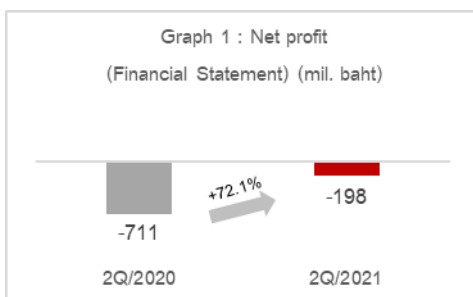 Graph 1 : Net profit
(Financial Statement) (mil. baht)
+72.1%
-711
-198
2Q/2020
2Q/2021